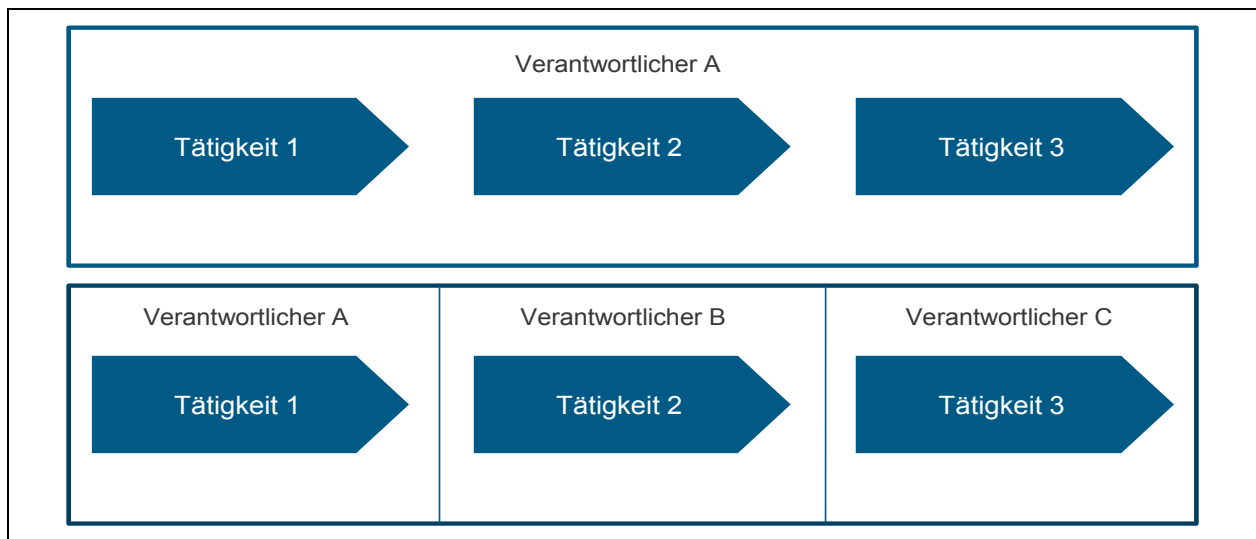 Verantwortlicher A
Tätigkeit 1 Tätigkeit 2 Tätigkeit 3
Verantwortlicher A Verantwortlicher B Verantwortlicher C
Tätigkeit 1 Tätigkeit 2 Tätigkeit 3